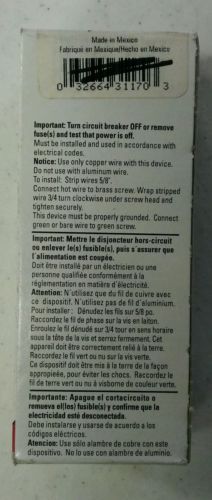 Made in Mexico
Fabriqué en Mexique/Hecho en Mexico
0 32664 31170 3
Important: Turn circuit breaker OFF or remove
fuse(s) and test that power is off.
Must be installed and used in accordance with
electrical codes.
Notice: Use only copper wire with this device.
Do not use with aluminum wire.
To install: Strip wires 5/8".
Connect hot wire to brass screw. Wrap stripped
wire 3/4 turn clockwise under screw head and
tighten securely.
This device must be properly grounded. Connect
green or bare wire to green screw.
Important: Mettre le disjoncteur hors-circuit
ou enlever le(s) fusible(s), puis s'assurer que
l'alimentation est coupée.
Doit être installé par un électricien ou une
personne qualifiée conformément à la
réglementation en matière d'électricité.
Attention: N'utilisez que du fil de cuivre avec
ce dispositif. N'utilisez pas de fil d'aluminium.
Pour installer: Dénudez les fils sur 5/8 po.
Raccordez le fil de phase sur la vis en laiton.
Enroulez le fil dénudé sur 3/4 tour en sens horaire
sous la tête de la vis et serrez fermement. Cet
appareil doit être correctement relié à la terre.
Raccordez le fil vert ou nu sur la vis verte.
Ce dispositif doit être mis à la terre de la façon
appropriée, pour éviter les chocs. Raccordez le
fil de terre vert ou nu à visborne de couleur verte.
Importante: Apague el cortacircuito o
remueva el(los) fusible(s) y confirme que la
electricidad esté desconectada.
Debe instalarse y usarse de acuerdo a los
códigos eléctricos.
Atencion: Use sólo alambre de cobre con este
dispositivo. No lo use con alambre de aluminio.